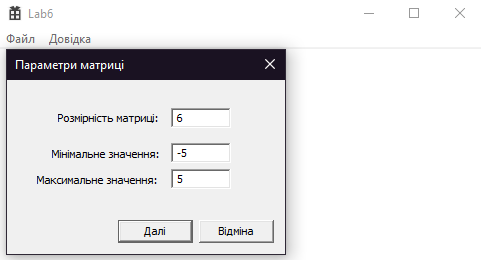 Lab6
Файл Довідка
Параметри матриці
Розмірність матриці: 6
Мінімальне значення: -5
Максимальне значення: 5
Далі Відміна